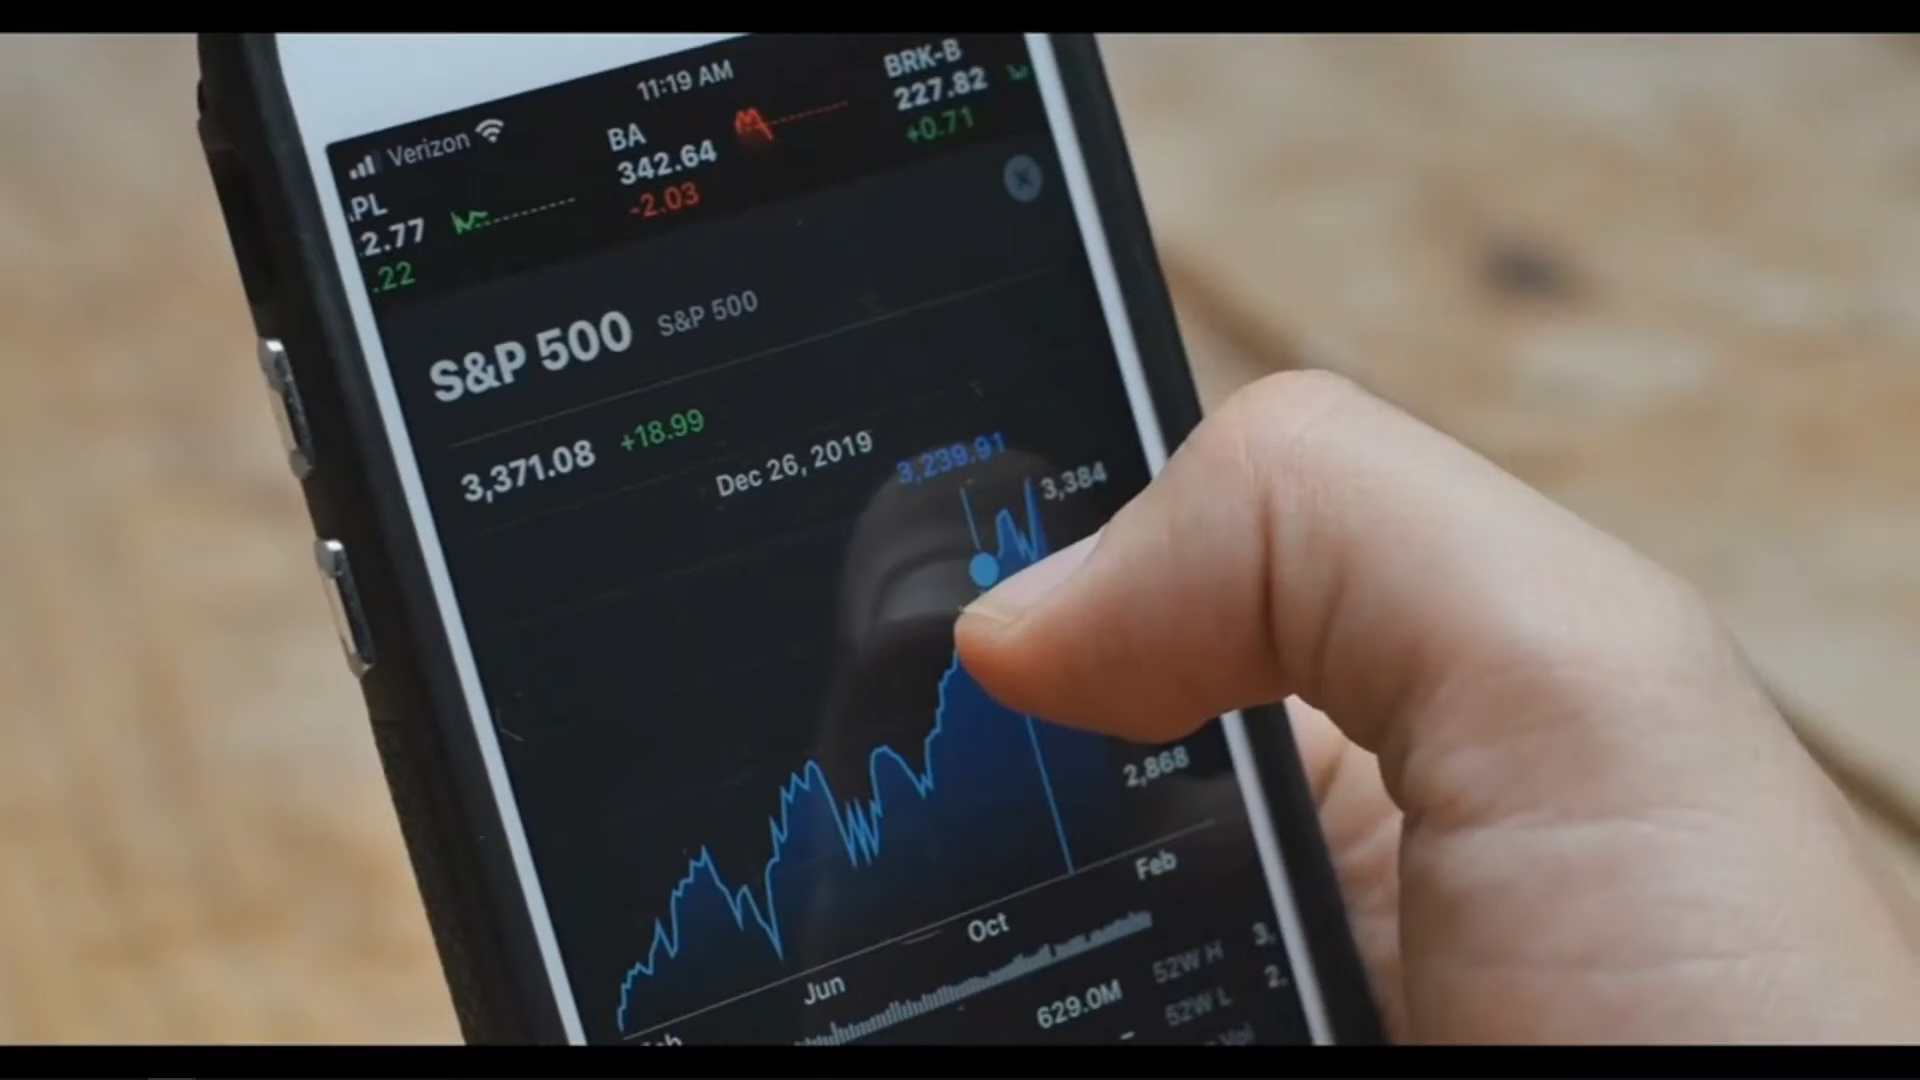 11:19 AM
Verizon
BRK-B
227.82
+0.71
BA
342.64
-2.03
PL
2.77
.22
S&P 500 S&P 500
3,371.08 +18.99
Dec 26, 2019 3,239.91
3,384
2,868
Jun Oct Feb
629.0M
52W H 3,
52W L 2.